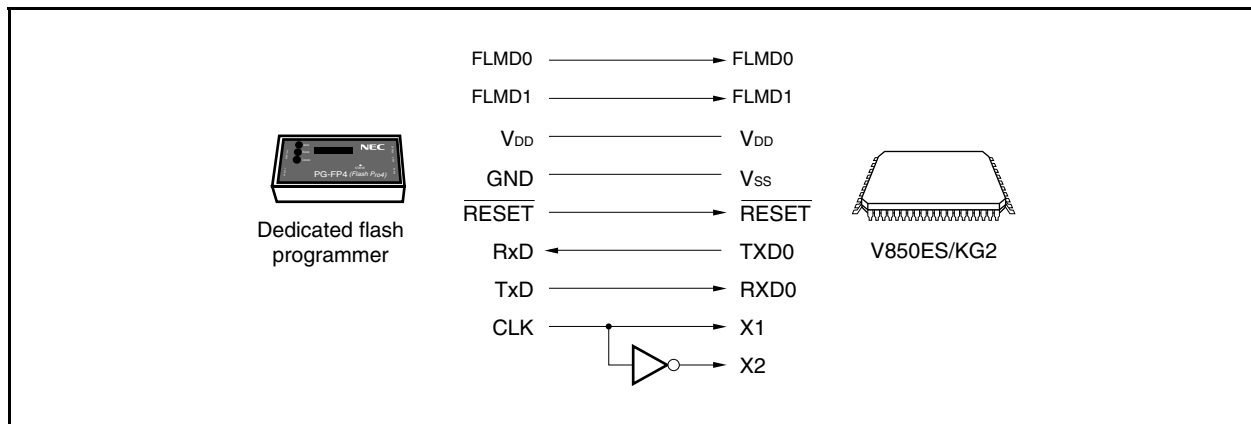 FLMD0 FLMD0
FLMD1 FLMD1
VDD VDD
GND VSS
RESET RESET
RxD TXD0
TxD RXD0
CLK X1
X2
NEC
PG-FP4 (Flash Pro4)
Dedicated flash
programmer
V850ES/KG2